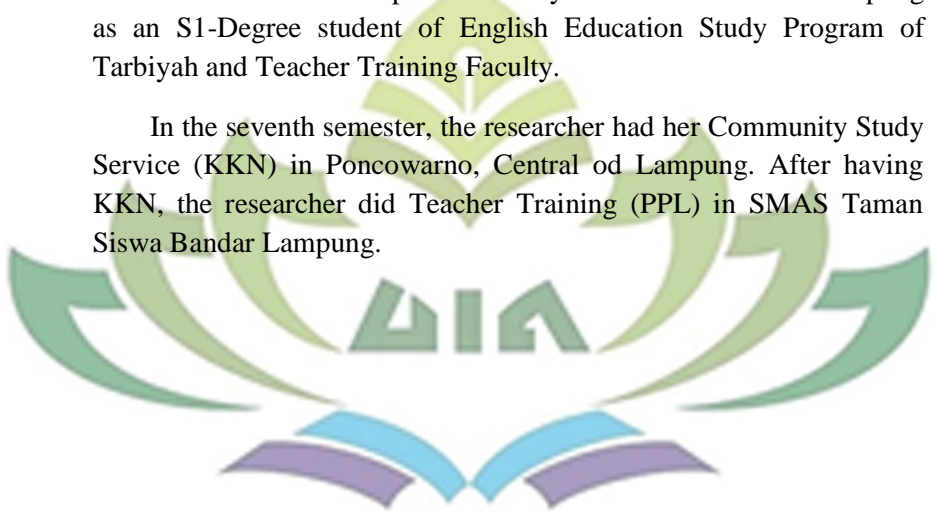 as an S1-Degree student of English Education Study Program of
Tarbiyah and Teacher Training Faculty.
In the seventh semester, the researcher had her Community Study
Service (KKN) in Poncowarno, Central od Lampung. After having
KKN, the researcher did Teacher Training (PPL) in SMAS Taman
Siswa Bandar Lampung.
UIN